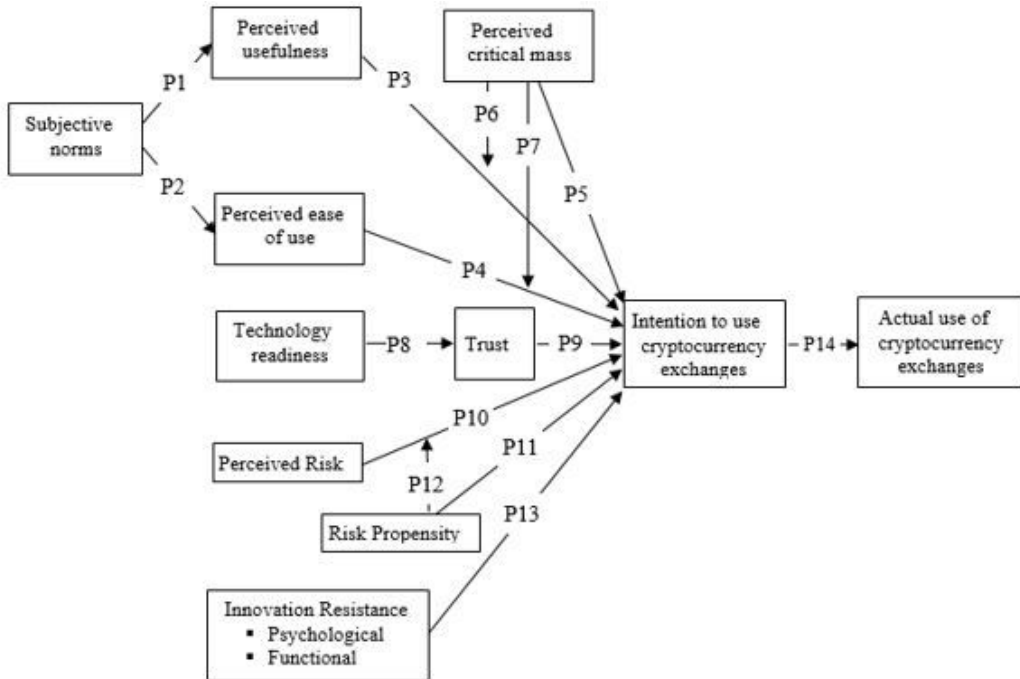 Perceived
usefulness
Perceived
critical mass
P1
P3
P6
Subjective
norms
P7
P2
P5
Perceived ease
of use
P4
Technology
readiness
P8
Trust
P9
Intention to use
cryptocurrency
exchanges
P14
Actual use of
cryptocurrency
exchanges
P10
P11
Perceived Risk
P12
P13
Risk Propensity
Innovation Resistance
▪ Psychological
▪ Functional